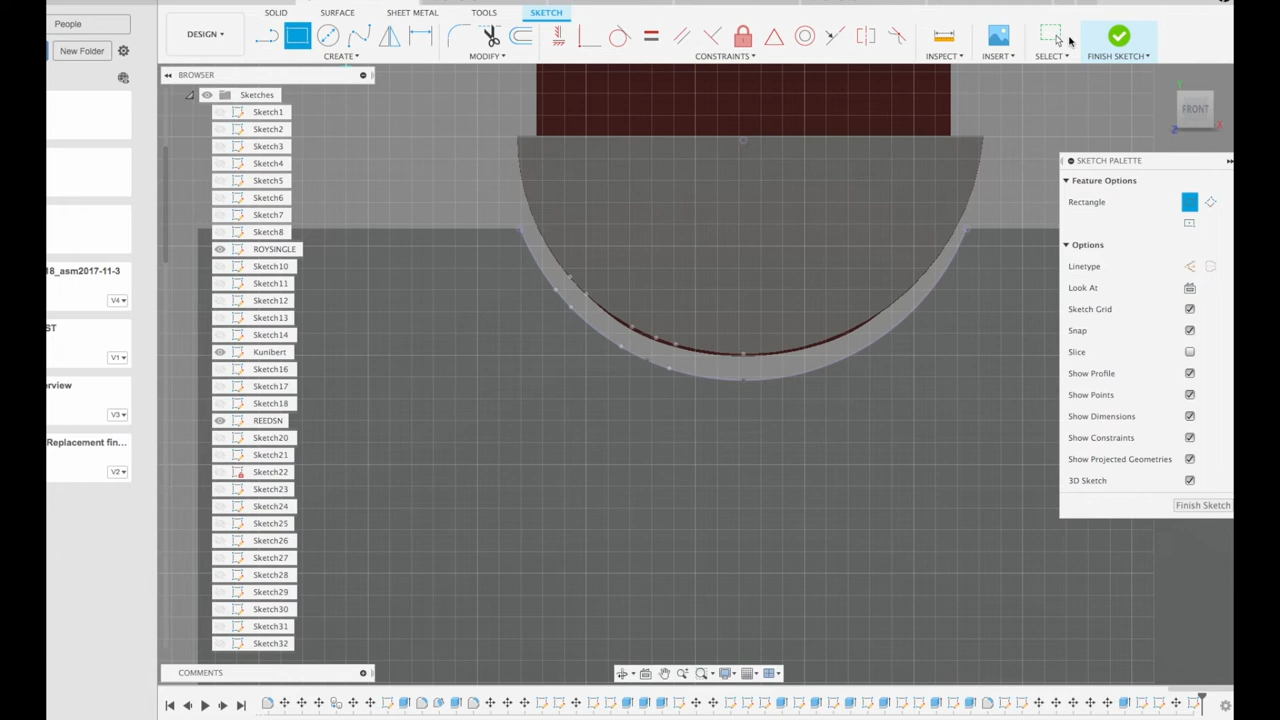 People
New Folder
18_asm2017-11-3
V4
ST
V1
erview
V3
Replacement fin...
V2
DESIGN
SOLID SURFACE SHEET METAL TOOLS SKETCH
CREATE MODIFY CONSTRAINTS INSPECT INSERT SELECT FINISH SKETCH
BROWSER
Sketches
Sketch1
Sketch2
Sketch3
Sketch4
Sketch5
Sketch6
Sketch7
Sketch8
ROYSINGLE
Sketch10
Sketch11
Sketch12
Sketch13
Sketch14
Kunibert
Sketch16
Sketch17
Sketch18
REEDSN
Sketch20
Sketch21
Sketch22
Sketch23
Sketch24
Sketch25
Sketch26
Sketch27
Sketch28
Sketch29
Sketch30
Sketch31
Sketch32
COMMENTS
Y
FRONT
Z X
SKETCH PALETTE
Feature Options
Rectangle
Options
Linetype
Look At
Sketch Grid
Snap
Slice
Show Profile
Show Points
Show Dimensions
Show Constraints
Show Projected Geometries
3D Sketch
Finish Sketch